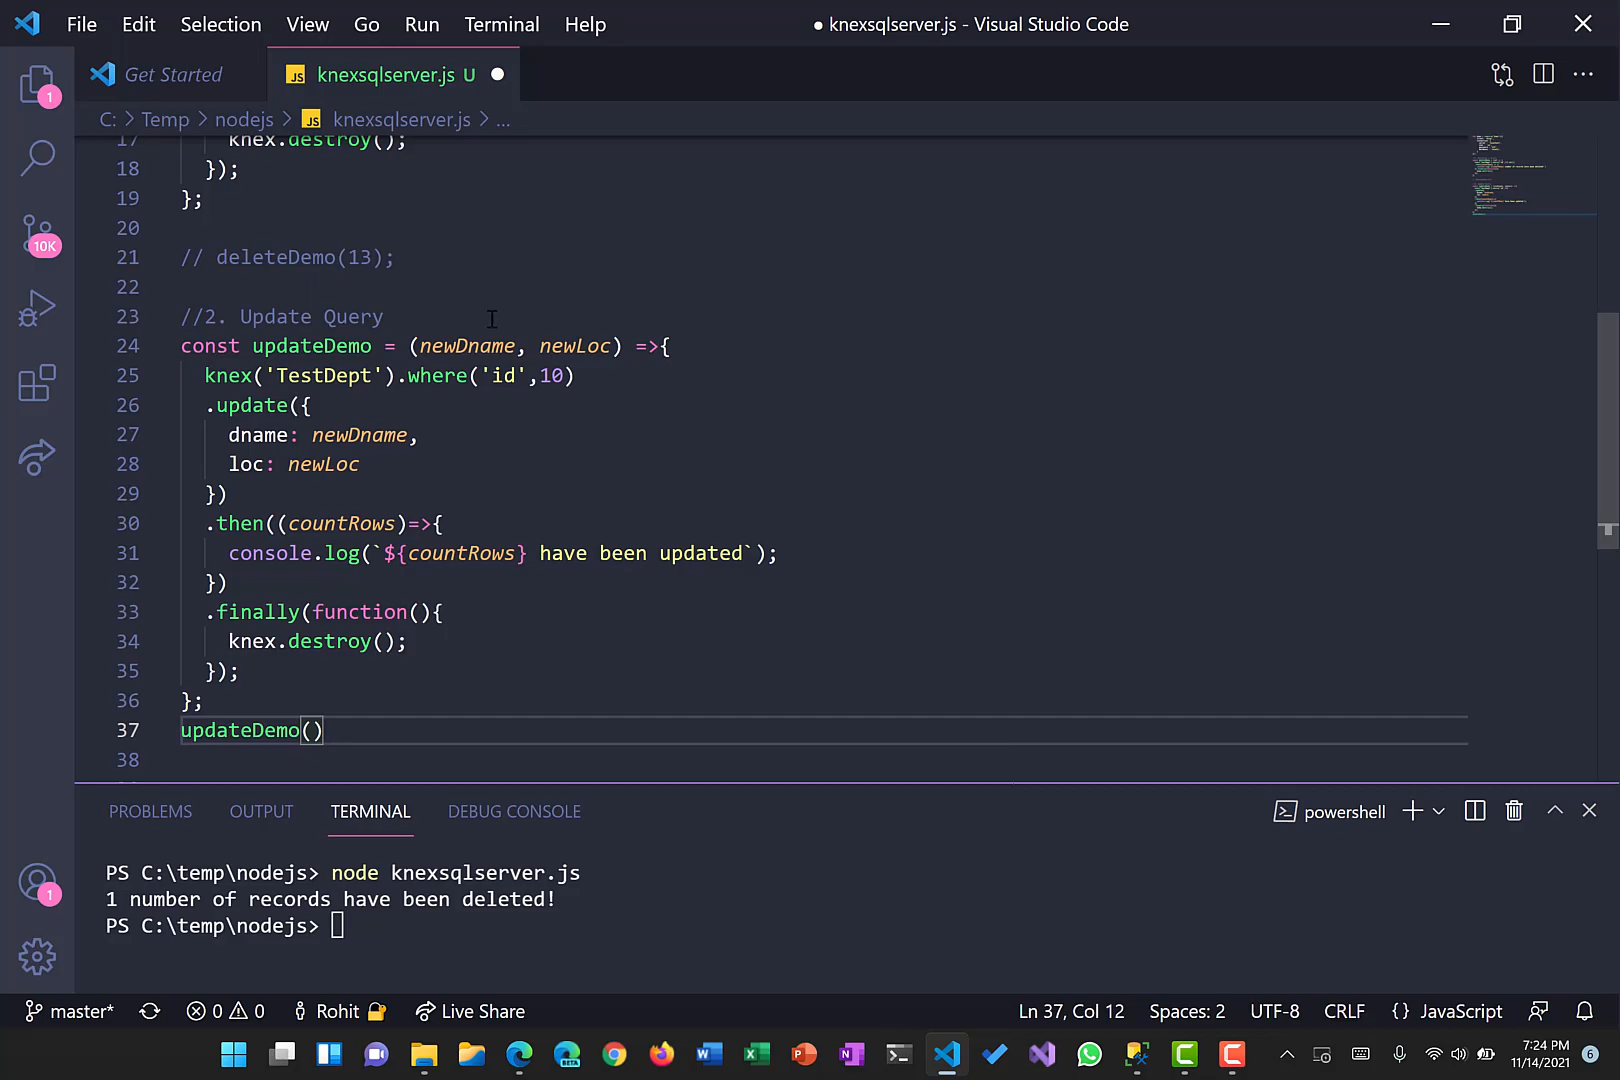 File Edit Selection View Go Run Terminal Help ● knexsqlserver.js - Visual Studio Code
Get Started JS knexsqlserver.js U
C: > Temp > nodejs > JS knexsqlserver.js > ...
17 knex.destroy();
18 });
19 };
20
21 // deleteDemo(13);
22
23 //2. Update Query
24 const updateDemo = (newDname, newLoc) =>{
25 knex('TestDept').where('id',10)
26 .update({
27 dname: newDname,
28 loc: newLoc
29 })
30 .then((countRows)=>{
31 console.log(`${countRows} have been updated`);
32 })
33 .finally(function(){
34 knex.destroy();
35 });
36 };
37 updateDemo()
38
1
10K
1
PROBLEMS OUTPUT TERMINAL DEBUG CONSOLE powershell
PS C:\temp\nodejs> node knexsqlserver.js
1 number of records have been deleted!
PS C:\temp\nodejs>
master* 0 0 Rohit Live Share Ln 37, Col 12 Spaces: 2 UTF-8 CRLF {} JavaScript
7:24 PM
11/14/2021 6